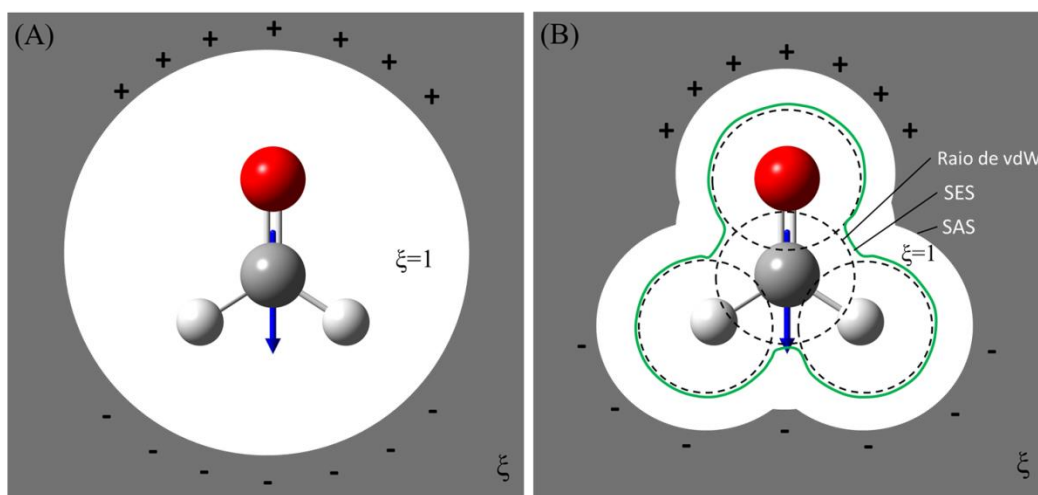 (A)
+ + + + + + + +
ξ=1
- - - - - - - -
ξ
(B)
+ + + + + + + +
Raio de vdW
SES
SAS
ξ=1
- - - - - - -
ξ